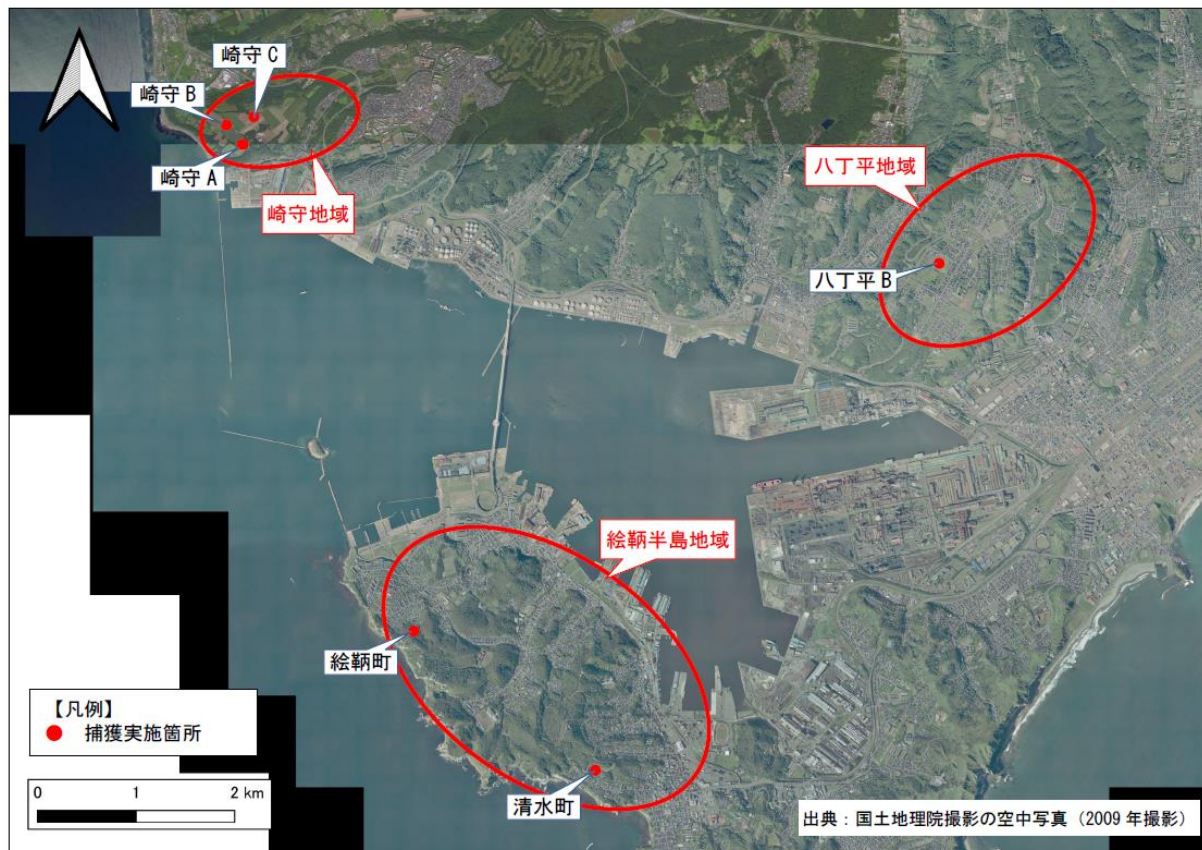 崎守 C
崎守 B
崎守 A
崎守地域
八丁平地域
八丁平 B
絵鞆半島地域
絵鞆町
清水町
【凡例】
捕獲実施箇所
0 1 2 km
出典:国土地理院撮影の空中写真(2009 年撮影)